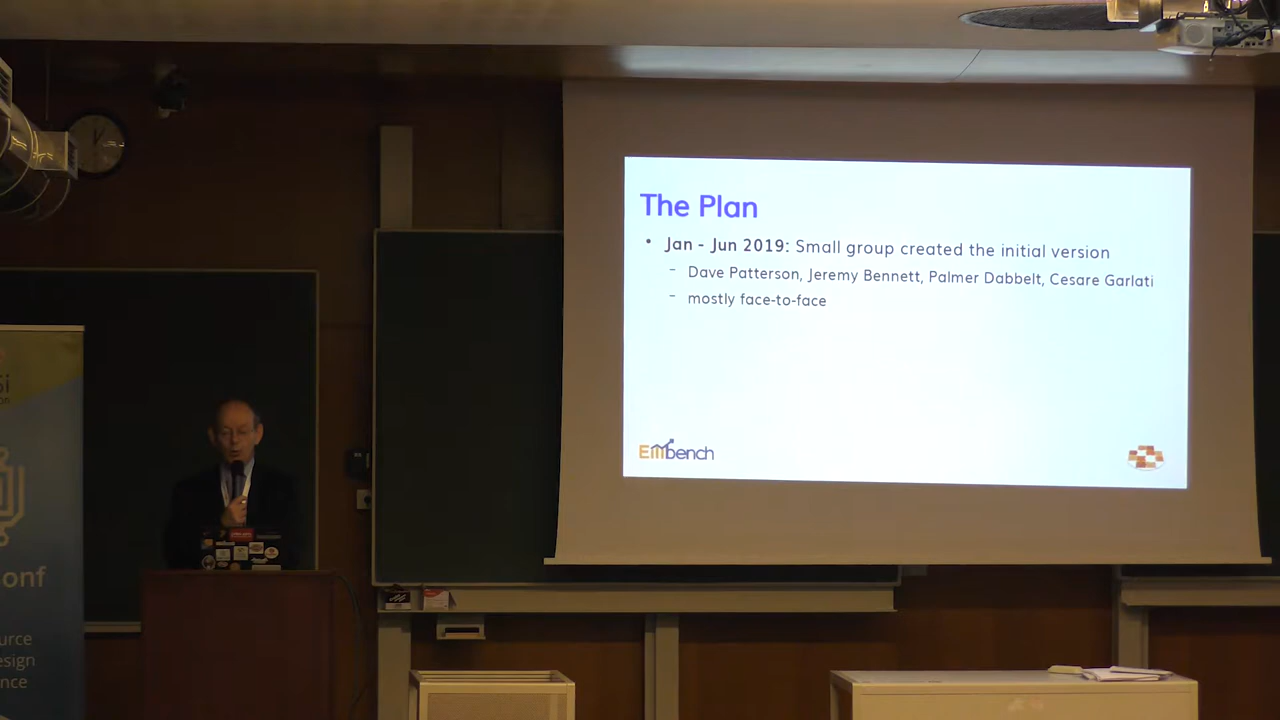 The Plan
• Jan - Jun 2019: Small group created the initial version
– Dave Patterson, Jeremy Bennett, Palmer Dabbelt, Cesare Garlati
– mostly face-to-face
Embench
onf
urce
esign
nce